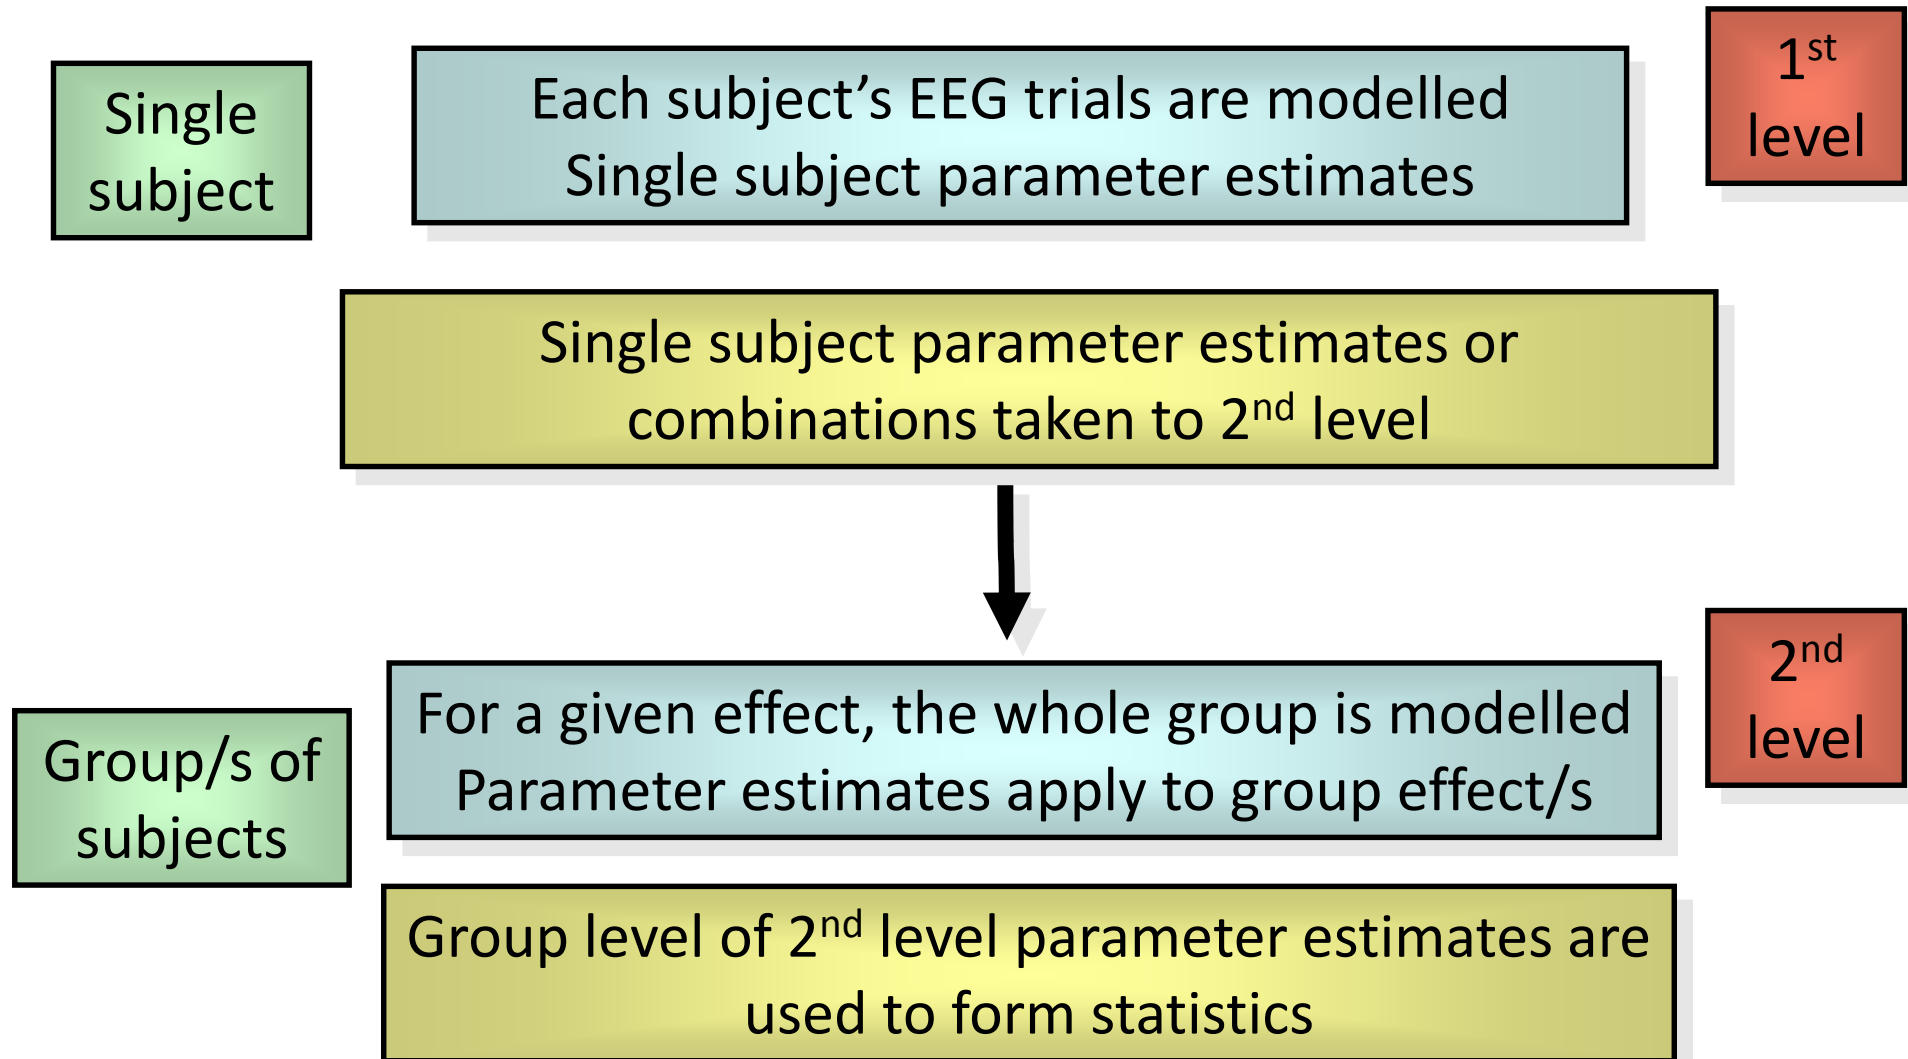 Single
subject
Each subject’s EEG trials are modelled
Single subject parameter estimates
1st
level
Single subject parameter estimates or
combinations taken to 2nd level
Group/s of
subjects
For a given effect, the whole group is modelled
Parameter estimates apply to group effect/s
2nd
level
Group level of 2nd level parameter estimates are
used to form statistics